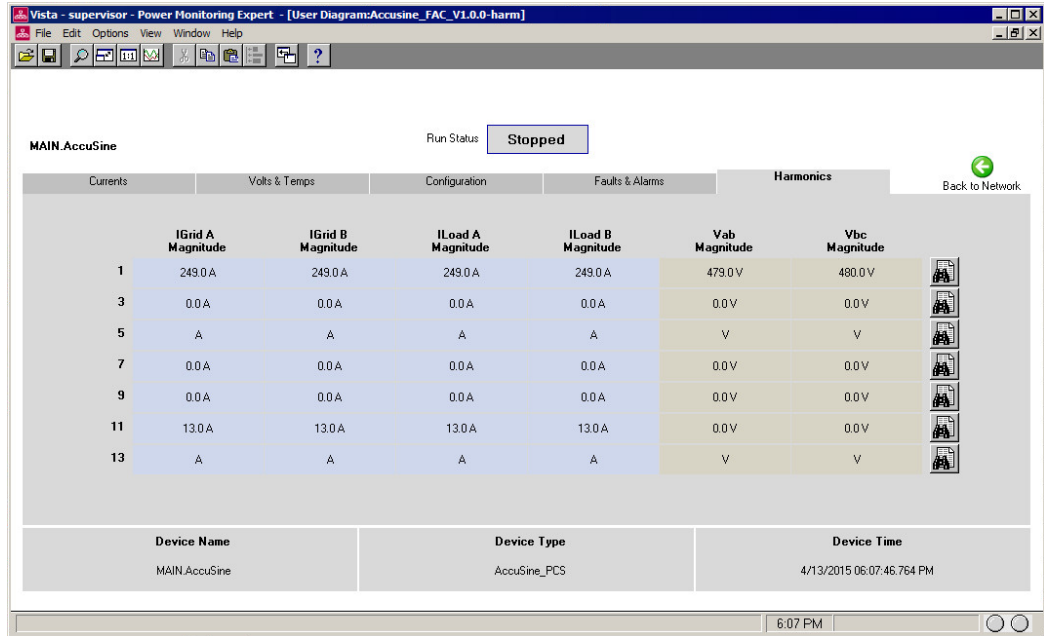 Vista - supervisor - Power Monitoring Expert - [User Diagram:Accusine_FAC_V1.0.0-harm]
File Edit Options View Window Help
1:1 ?
MAIN.AccuSine
Run Status Stopped
Currents Volts & Temps Configuration Faults & Alarms Harmonics
Back to Network
IGrid A Magnitude IGrid B Magnitude ILoad A Magnitude ILoad B Magnitude Vab Magnitude Vbc Magnitude
1 249.0 A 249.0 A 249.0 A 249.0 A 479.0 V 480.0 V
3 0.0 A 0.0 A 0.0 A 0.0 A 0.0 V 0.0 V
5 A A A A V V
7 0.0 A 0.0 A 0.0 A 0.0 A 0.0 V 0.0 V
9 0.0 A 0.0 A 0.0 A 0.0 A 0.0 V 0.0 V
11 13.0 A 13.0 A 13.0 A 13.0 A 0.0 V 0.0 V
13 A A A A V V
Device Name Device Type Device Time
MAIN.AccuSine AccuSine_PCS 4/13/2015 06:07:46.764 PM
6:07 PM